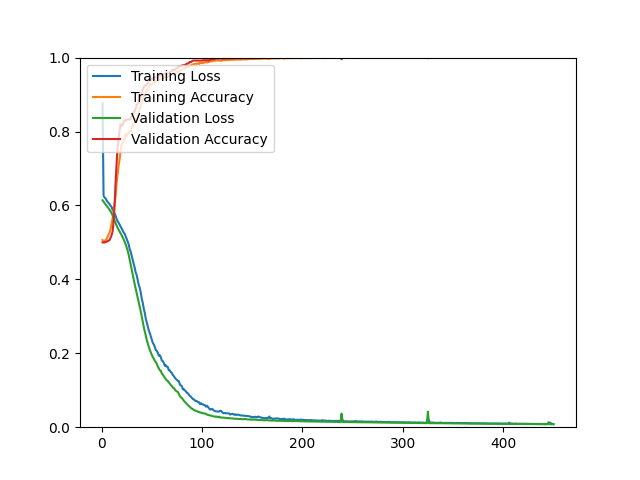 1.0
0.8
0.6
0.4
0.2
0.0
Training Loss
Training Accuracy
Validation Loss
Validation Accuracy
0 100 200 300 400